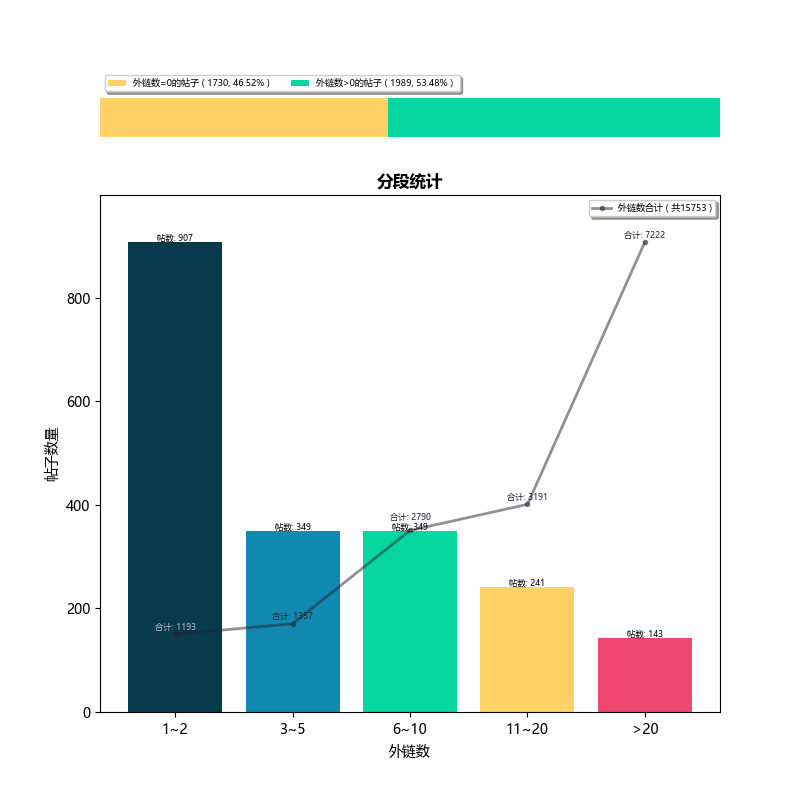 外链数=0的帖子 ( 1730, 46.52% )
外链数>0的帖子 ( 1989, 53.48% )
分段统计
外链数合计 ( 共15753 )
合计: 7222
帖数: 907
800
600
帖子数量
合计: 3191
400
合计: 2790
帖数: 349
帖数: 349
帖数: 241
合计: 1357
合计: 1193
帖数: 143
200
0
1~2
3~5
6~10
11~20
>20
外链数